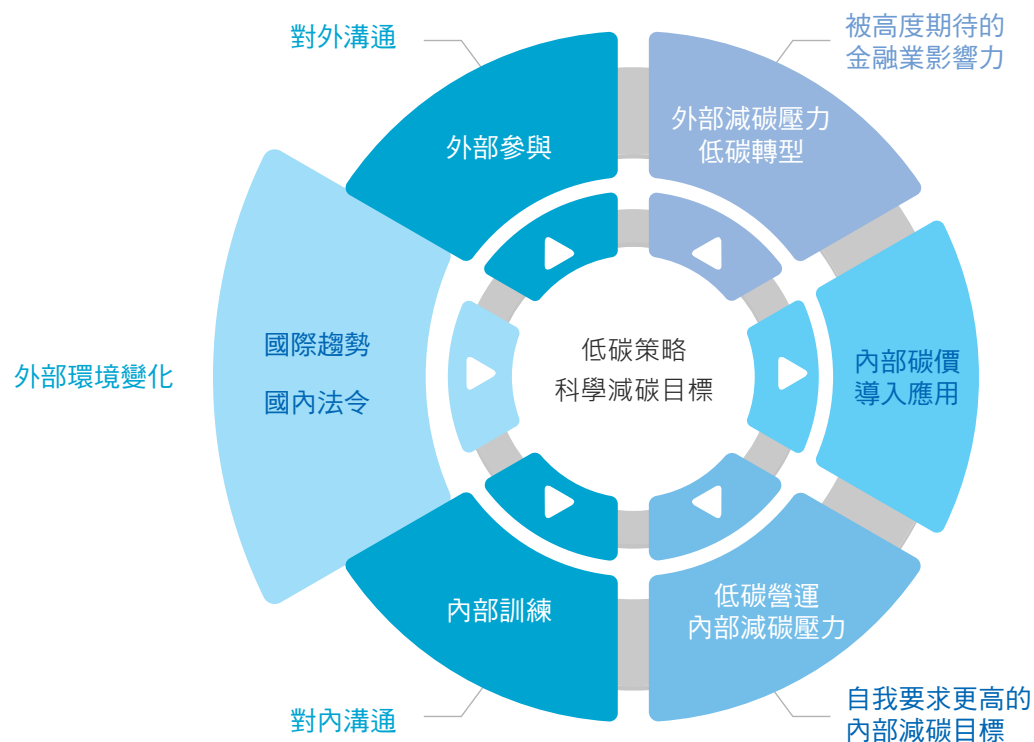 對外溝通
被高度期待的
金融業影響力
外部參與
外部減碳壓力
低碳轉型
外部環境變化
國際趨勢
國內法令
低碳策略
科學減碳目標
內部碳價
導入應用
內部訓練
低碳營運
內部減碳壓力
對內溝通
自我要求更高的
內部減碳目標